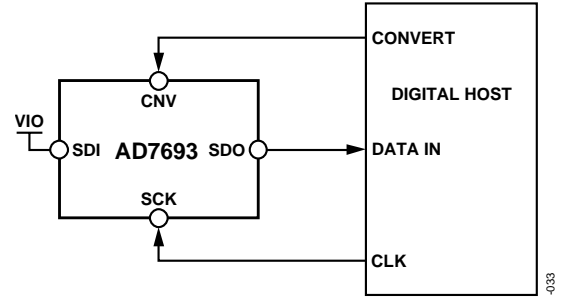 CONVERT
CNV
DIGITAL HOST
VIO
SDI AD7693 SDO
DATA IN
SCK
CLK
-033